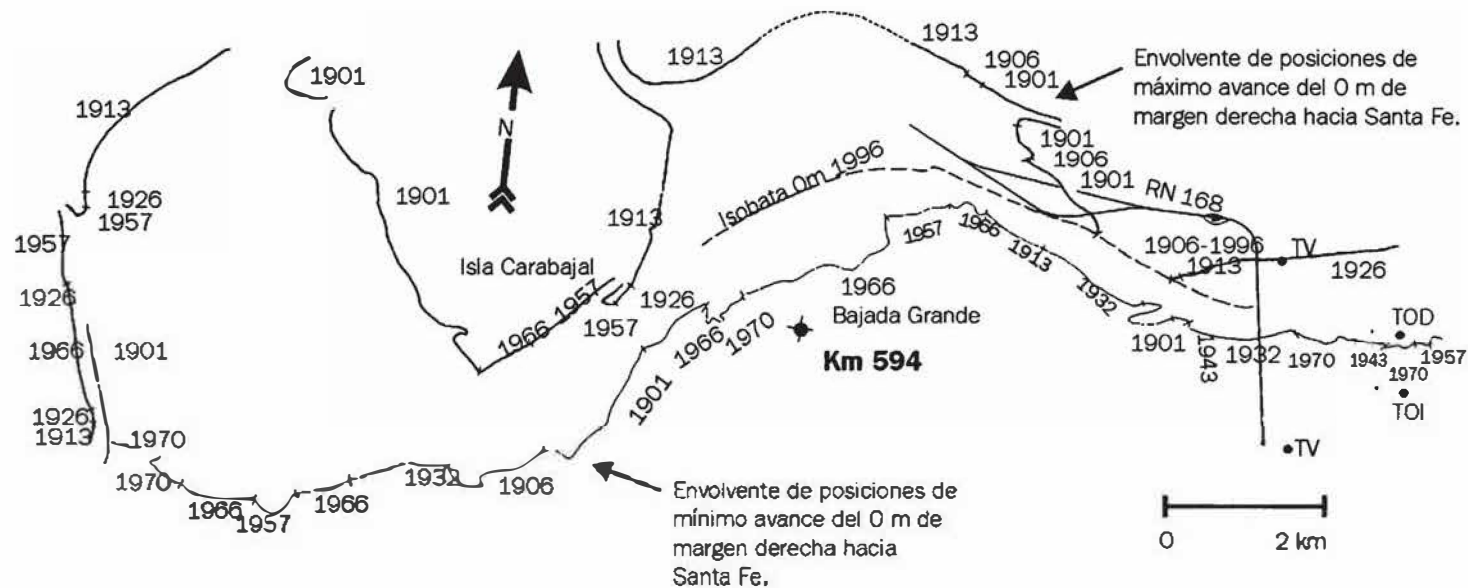 1913
1913
1906
1901
1913
1901
1913
Envolvente de posiciones de
máximo avance del 0 m de
margen derecha hacia Santa Fe.
N
1901
1906
1901
RN 168
1926
1957
1901
1913
Isobata 0m 1996
1957
1926
1966
1901
1926
1913
Isla Carabajal
1966
1957
1957
1926
1901
1966
1970
1966
1957
1966
1913
1932
1906-1996
1913
TV
1926
Bajada Grande
Km 594
1901
1943
1932
1970
1943
1970
1957
TOD
TOI
TV
1970
1970
1966
1957
1966
1932
1906
Envolvente de posiciones de
mínimo avance del 0 m de
margen derecha hacia
Santa Fe.
0 2 km